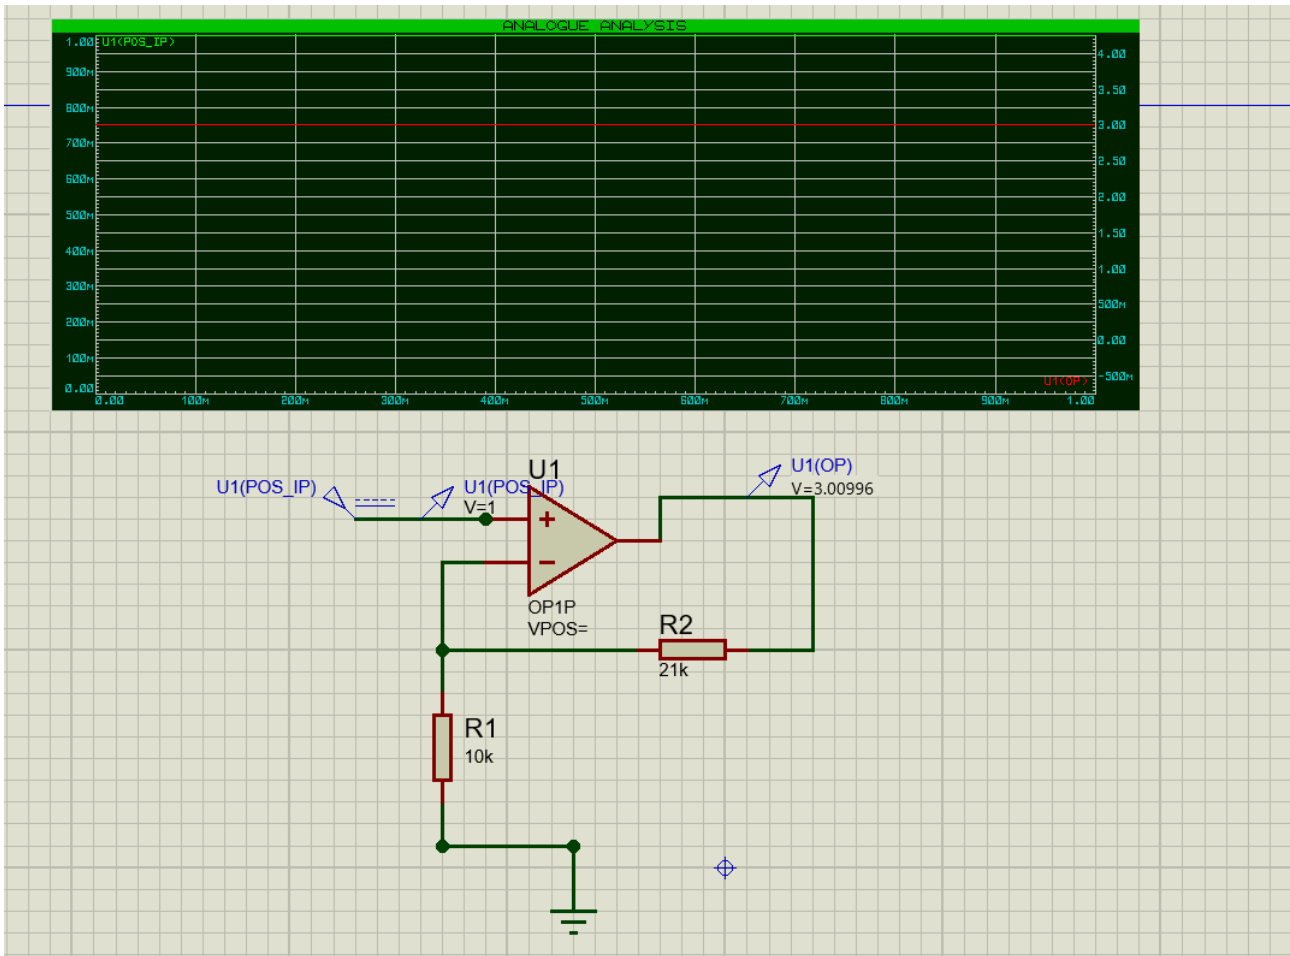 ANALOGUE ANALYSIS
1.00
U1(POS_IP)
900m
800m
700m
600m
500m
400m
300m
200m
100m
0.00
4.00
3.50
3.00
2.50
2.00
1.50
1.00
500m
0.00
-500m
U1(OP)
0.00 100m 200m 300m 400m 500m 600m 700m 800m 900m 1.00
U1(POS_IP)
U1(POS_IP)
V=1
U1
U1(OP)
V=3.00996
OP1P
VPOS=
R2
21k
R1
10k